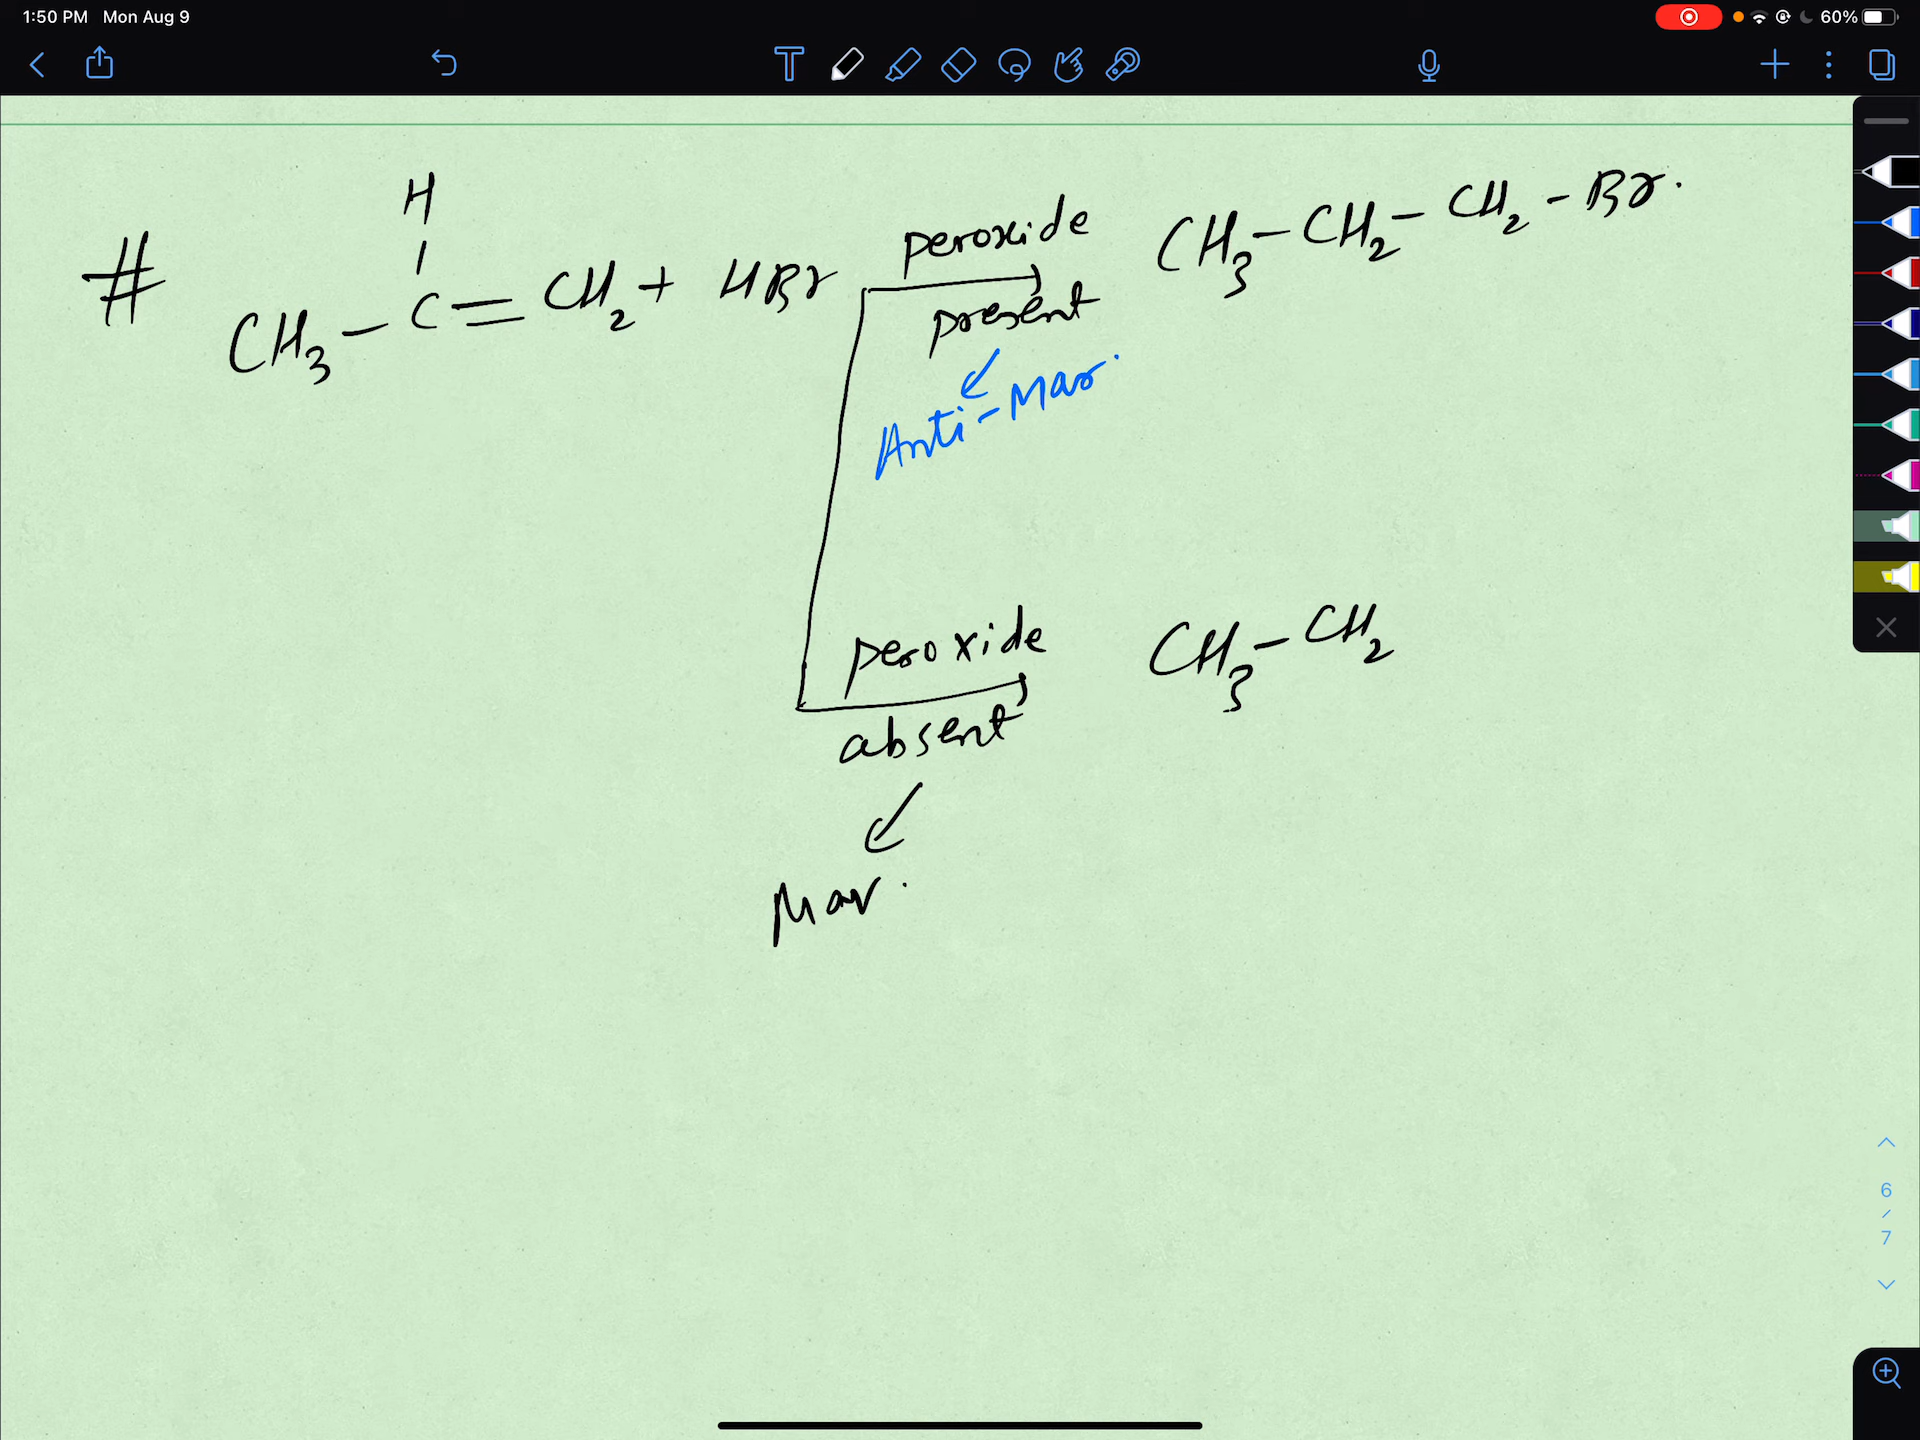 1:50 PM Mon Aug 9
60%
H
# CH3 - C = CH2 + HBr
peroxide
present
CH3 - CH2 - CH2 - Br.
Anti-Mar.
peroxide
absent
CH3 - CH2
Mar.
6
/
7